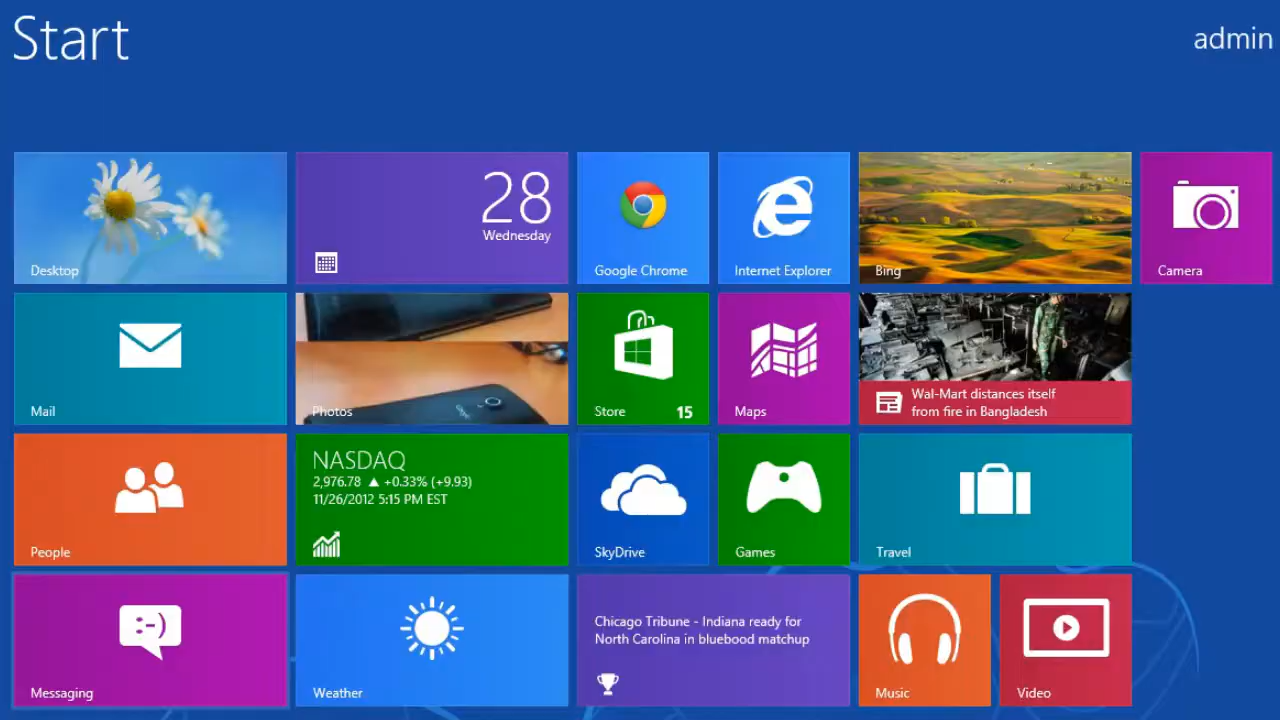 Start
admin
Desktop
28
Wednesday
Google Chrome
Internet Explorer
Bing
Camera
Mail
Photos
Store
15
Maps
Wal-Mart distances itself
from fire in Bangladesh
People
NASDAQ
2,976.78 ▲ +0.33% (+9.93)
11/26/2012 5:15 PM EST
SkyDrive
Games
Travel
Messaging
:-)
Weather
Chicago Tribune - Indiana ready for
North Carolina in bluebood matchup
Music
Video